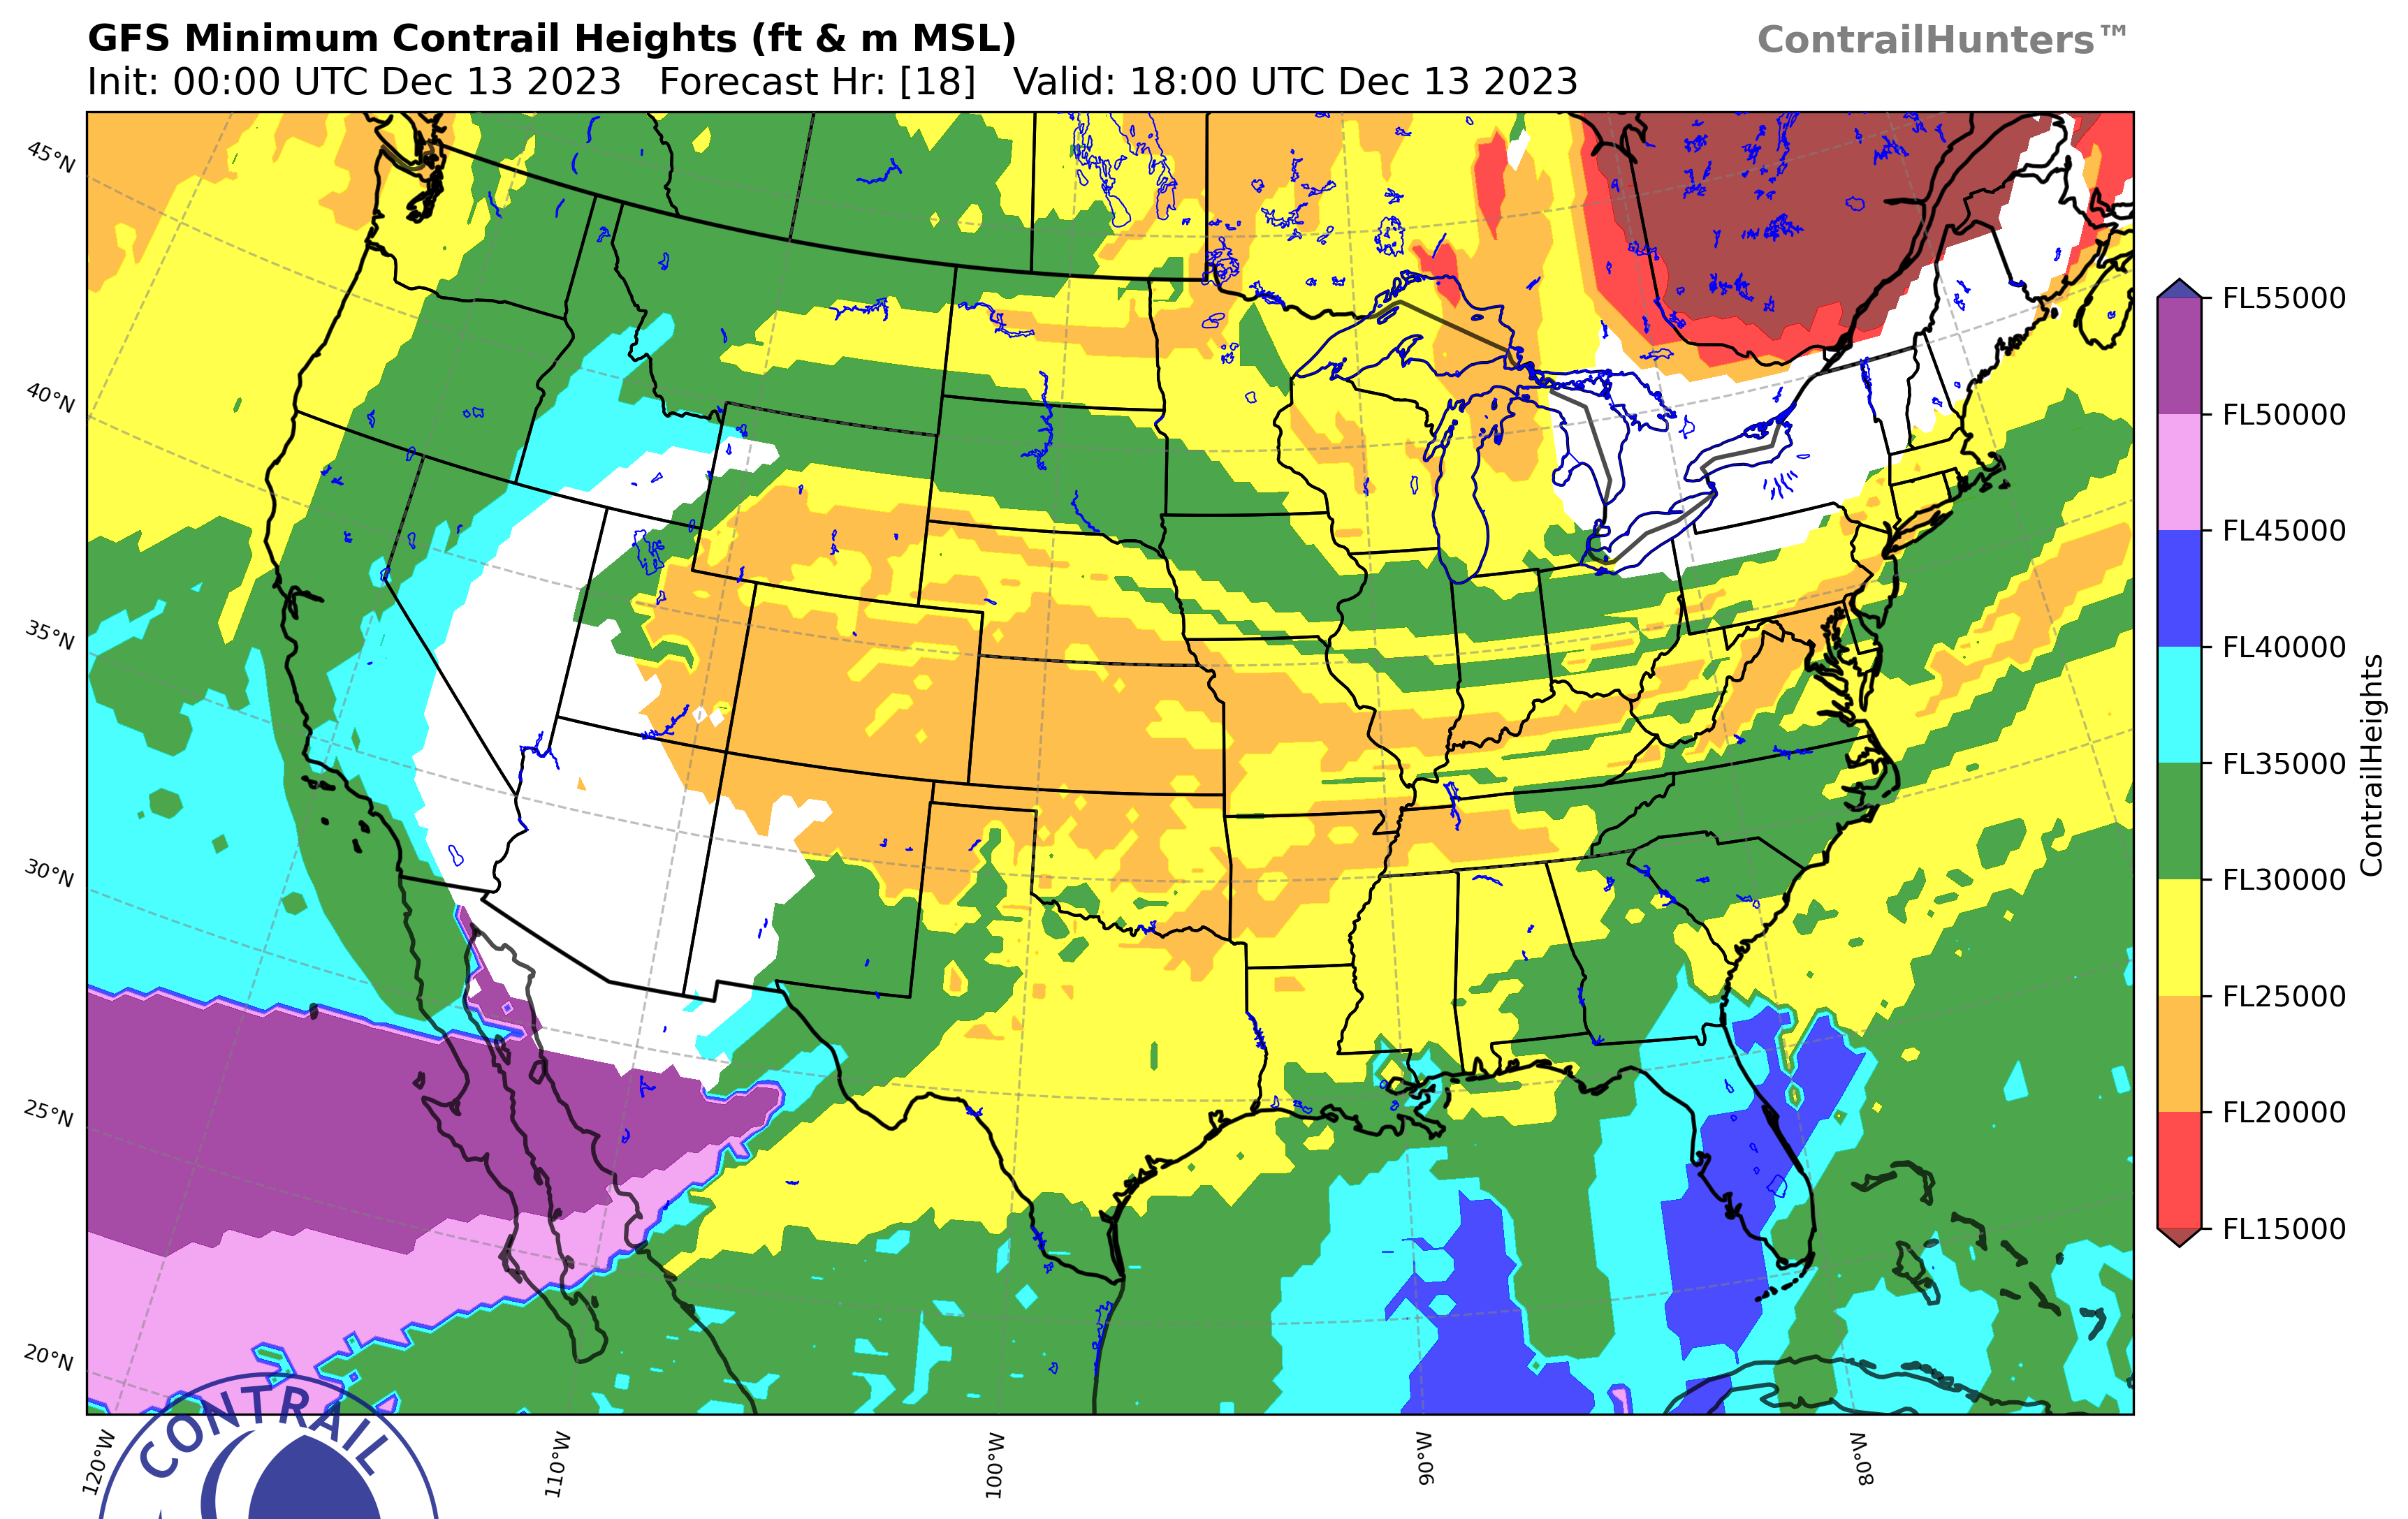 GFS Minimum Contrail Heights (ft & m MSL)
ContrailHunters™
Init: 00:00 UTC Dec 13 2023 Forecast Hr: [18] Valid: 18:00 UTC Dec 13 2023
45°N
40°N
35°N
30°N
25°N
20°N
120°W
110°W
100°W
90°W
80°W
FL55000
FL50000
FL45000
FL40000
FL35000
FL30000
FL25000
FL20000
FL15000
ContrailHeights
CONTRAIL